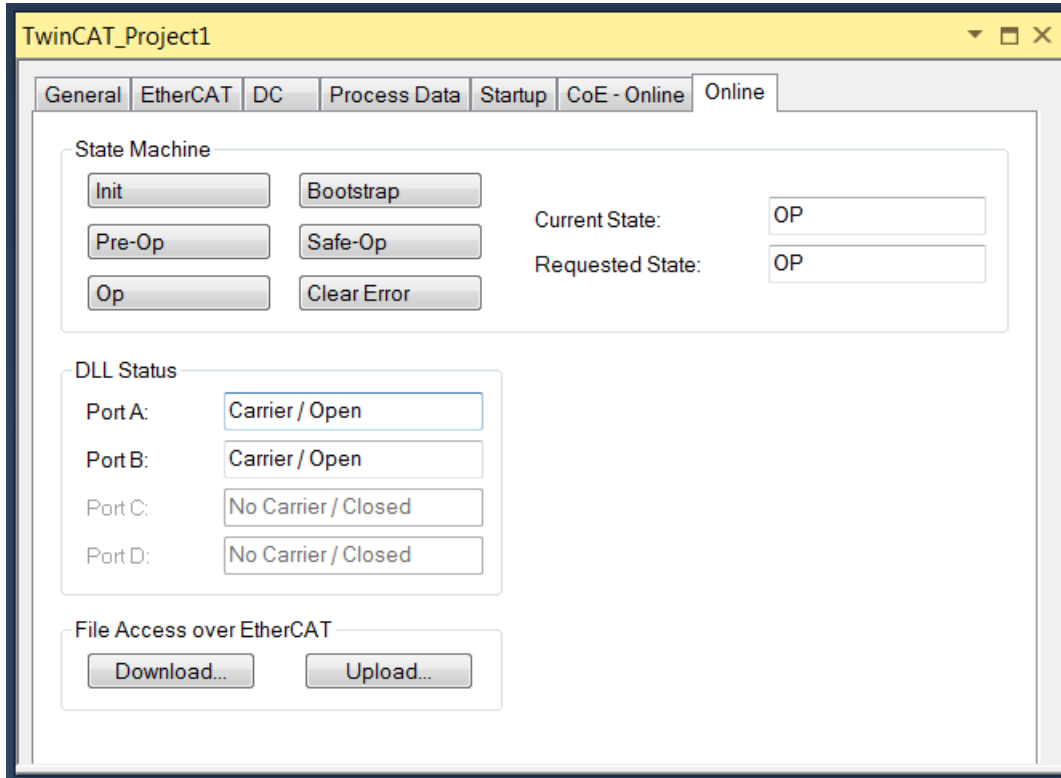 TwinCAT_Project1
General EtherCAT DC Process Data Startup CoE - Online Online
State Machine
Init Bootstrap
Pre-Op Safe-Op
Op Clear Error
Current State: OP
Requested State: OP
DLL Status
Port A: Carrier / Open
Port B: Carrier / Open
Port C: No Carrier / Closed
Port D: No Carrier / Closed
File Access over EtherCAT
Download... Upload...